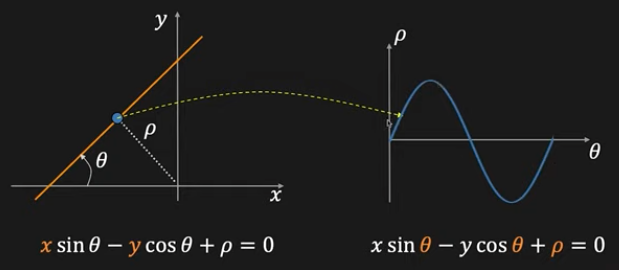 y
ρ
ρ
θ
θ
x
x sin θ − y cos θ + ρ = 0
x sin θ − y cos θ + ρ = 0